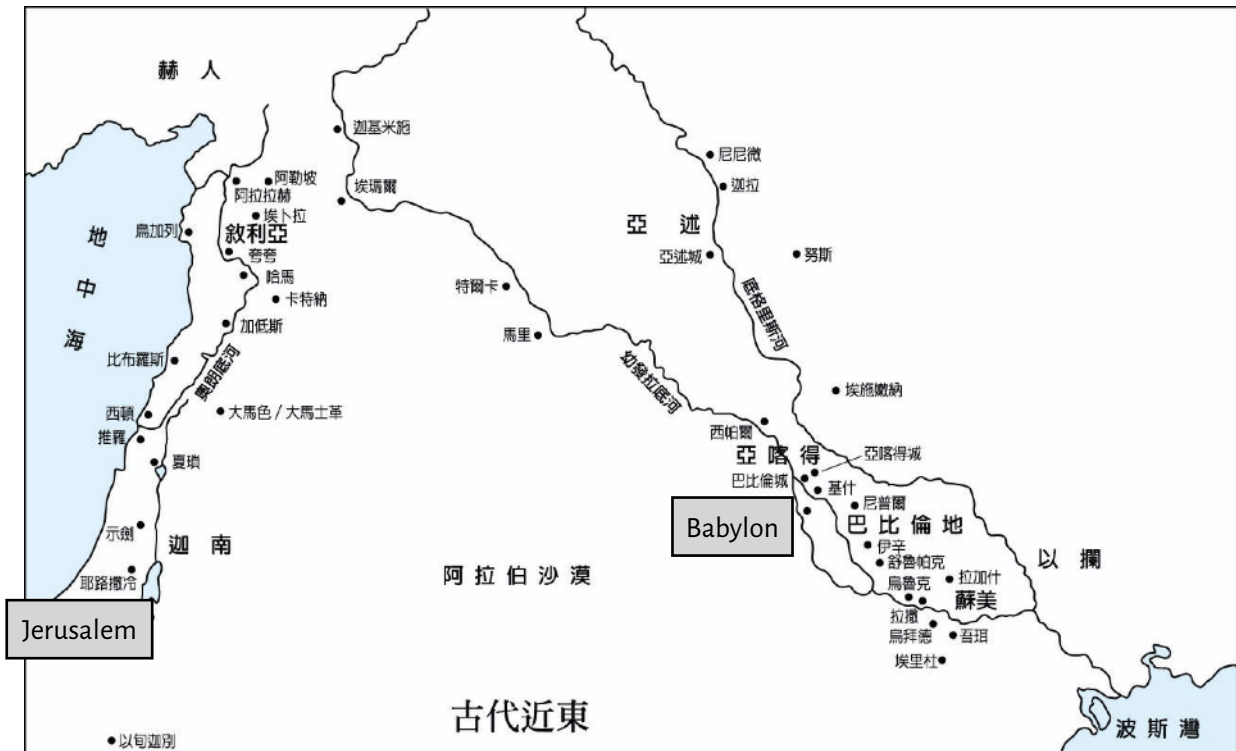 赫人
迦基米施
尼尼微
迦拉
阿勒坡
阿拉拉赫
埃瑪爾
埃卜拉
亞述
烏加列
敘利亞
地中海
夸夸
亞述城
努斯
哈馬
特爾卡
卡特納
底格里斯河
加低斯
馬里
比布羅斯
奧朗底河
幼發拉底河
埃施嫩納
西頓
大馬色 / 大馬士革
西帕爾
推羅
亞喀得
亞喀得城
夏瑣
巴比倫城
基什
尼普爾
Babylon
巴比倫地
示劍
迦南
伊辛
以攔
舒魯帕克
耶路撒冷
阿拉伯沙漠
烏魯克
拉加什
蘇美
Jerusalem
拉撒
烏拜德
吾珥
埃里杜
古代近東
波斯灣
以旬迦別